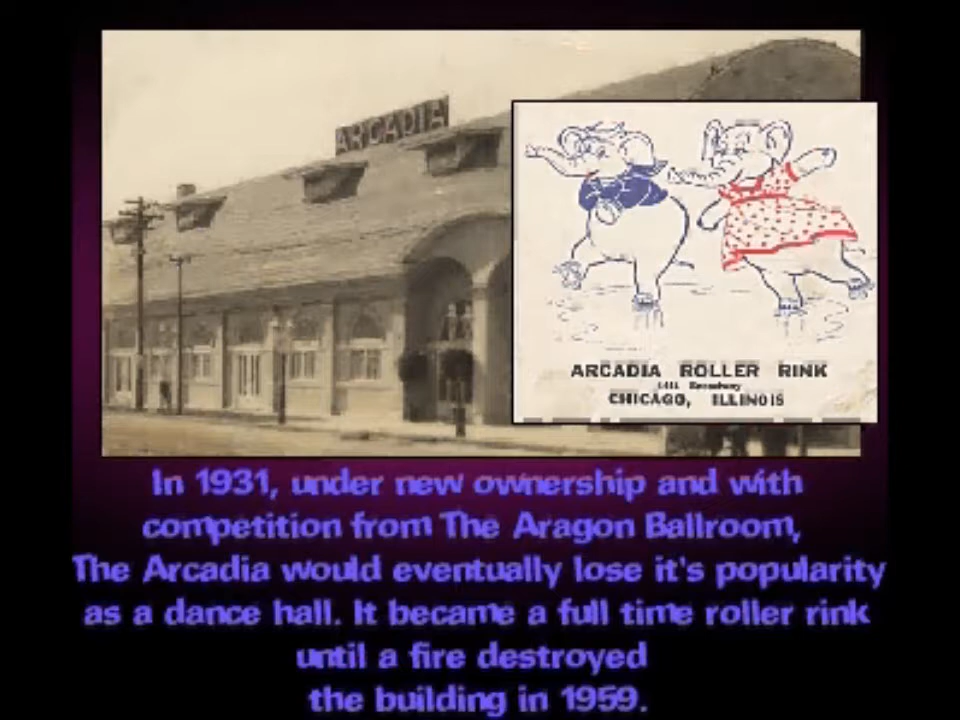 ARCADIA
ARCADIA ROLLER RINK
Broadway
CHICAGO, ILLINOIS
In 1931, under new ownership and with
competition from The Aragon Ballroom,
The Arcadia would eventually lose it's popularity
as a dance hall. It became a full time roller rink
until a fire destroyed
the building in 1959.